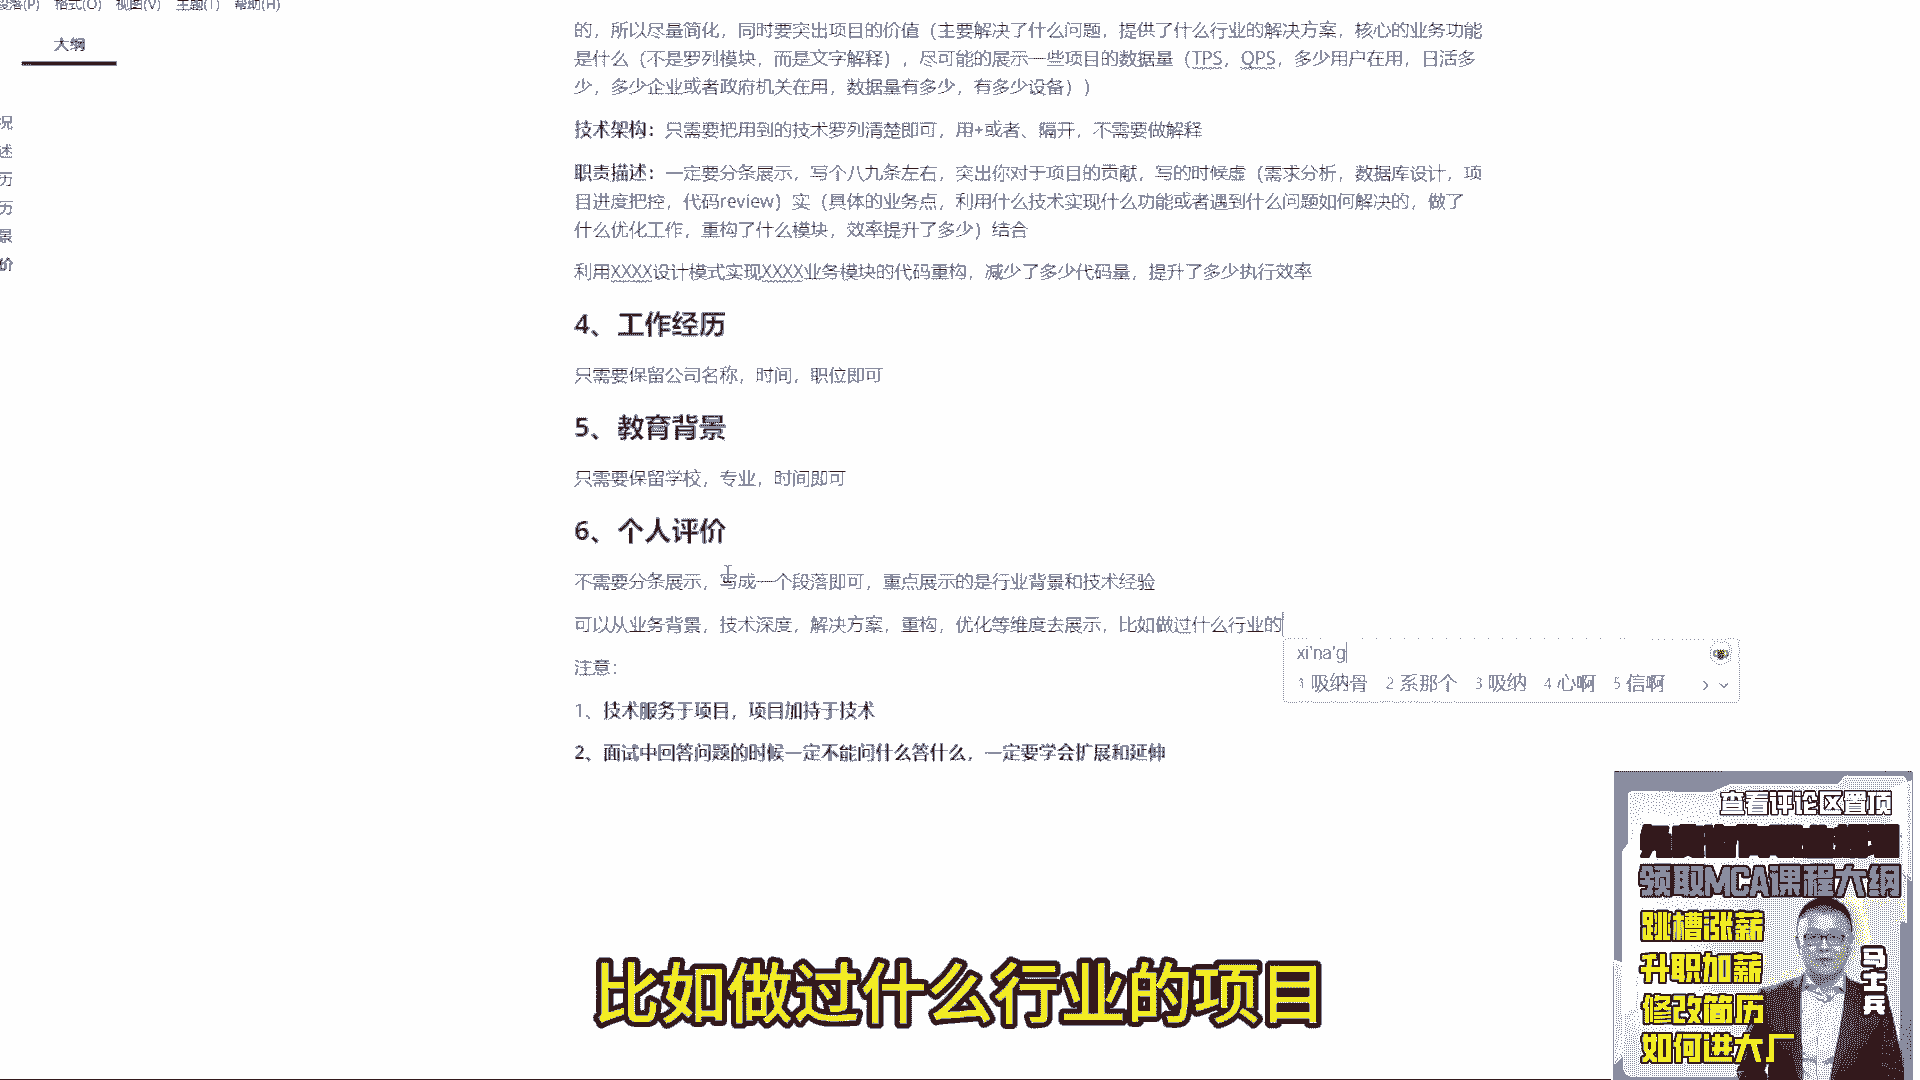 段落(P) 格式(O) 视图(V) 主题(T) 帮助(H)
大纲
况
述
历
历
景
价
的，所以尽量简化，同时要突出项目的价值（主要解决了什么问题，提供了什么行业的解决方案，核心的业务功能
是什么（不是罗列模块，而是文字解释），尽可能的展示一些项目的数据量（TPS，QPS，多少用户在用，日活多
少，多少企业或者政府机关在用，数据量有多少，有多少设备））
技术架构：只需要把用到的技术罗列清楚即可，用+或者、隔开，不需要做解释
职责描述：一定要分条展示，写个八九条左右，突出你对于项目的贡献，写的时候虚（需求分析，数据库设计，项
目进度把控，代码review）实（具体的业务点，利用什么技术实现什么功能或者遇到什么问题如何解决的，做了
什么优化工作，重构了什么模块，效率提升了多少）结合
利用XXXX设计模式实现XXXX业务模块的代码重构，减少了多少代码量，提升了多少执行效率
4、工作经历
只需要保留公司名称，时间，职位即可
5、教育背景
只需要保留学校，专业，时间即可
6、个人评价
不需要分条展示，写成一个段落即可，重点展示的是行业背景和技术经验
可以从业务背景，技术深度，解决方案，重构，优化等维度去展示，比如做过什么行业的
xi'na'g
1 吸纳骨 2 系那个 3 吸纳 4 心啊 5 信啊
注意：
1、技术服务于项目，项目加持于技术
2、面试中回答问题的时候一定不能问什么答什么，一定要学会扩展和延伸
查看评论区置顶
领取MCA课程大纲
跳槽涨薪
升职加薪
修改简历
如何进大厂
马士兵
比如做过什么行业的项目